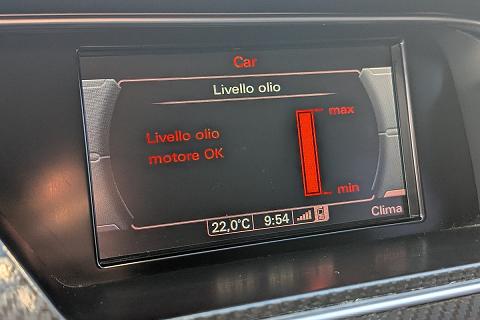 Car
Livello olio
Livello olio
motore OK
max
min
Clima
22,0°C
9:54